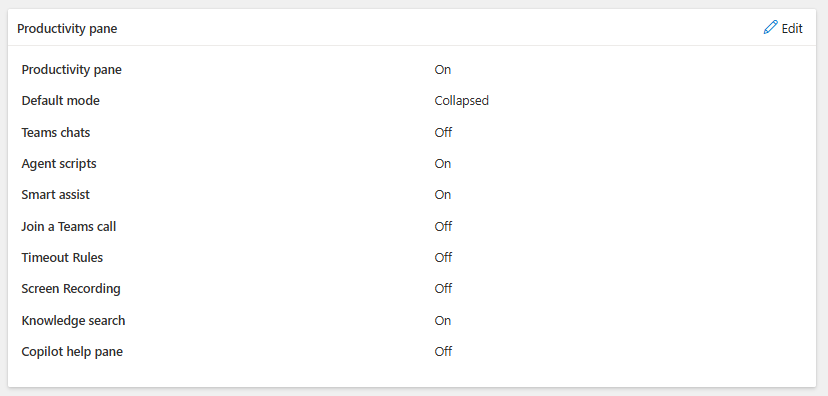 Productivity pane Edit
Productivity pane On
Default mode Collapsed
Teams chats Off
Agent scripts On
Smart assist On
Join a Teams call Off
Timeout Rules Off
Screen Recording Off
Knowledge search On
Copilot help pane Off